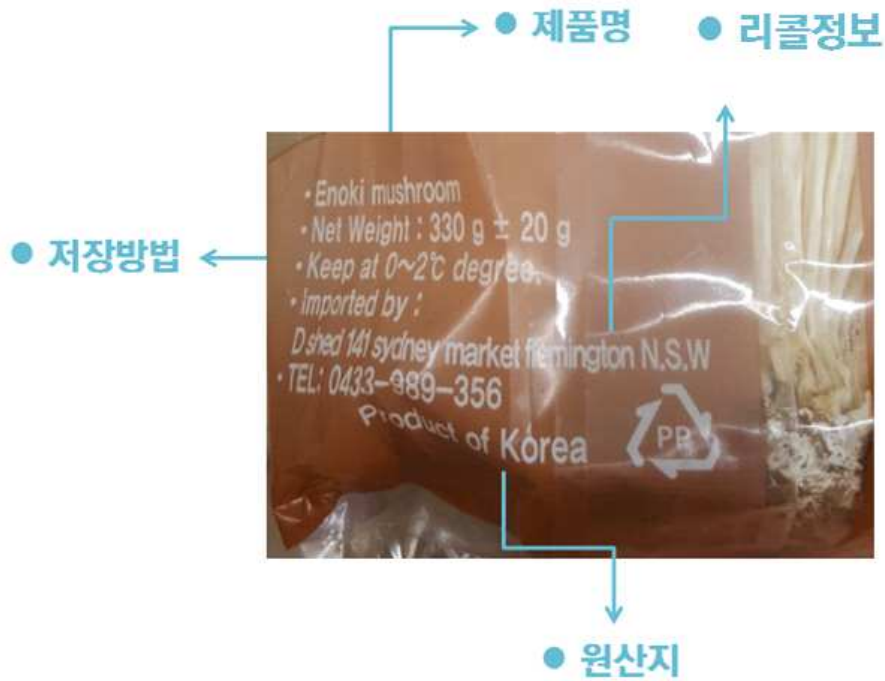 ● 제품명
● 리콜정보
• Enoki mushroom
• Net Weight : 330 g ± 20 g
• Keep at 0~2℃ degree.
● 저장방법
• Imported by :
D shed 141 sydney market flemington N.S.W
• TEL: 0433-989-356
Product of Korea
PP
● 원산지